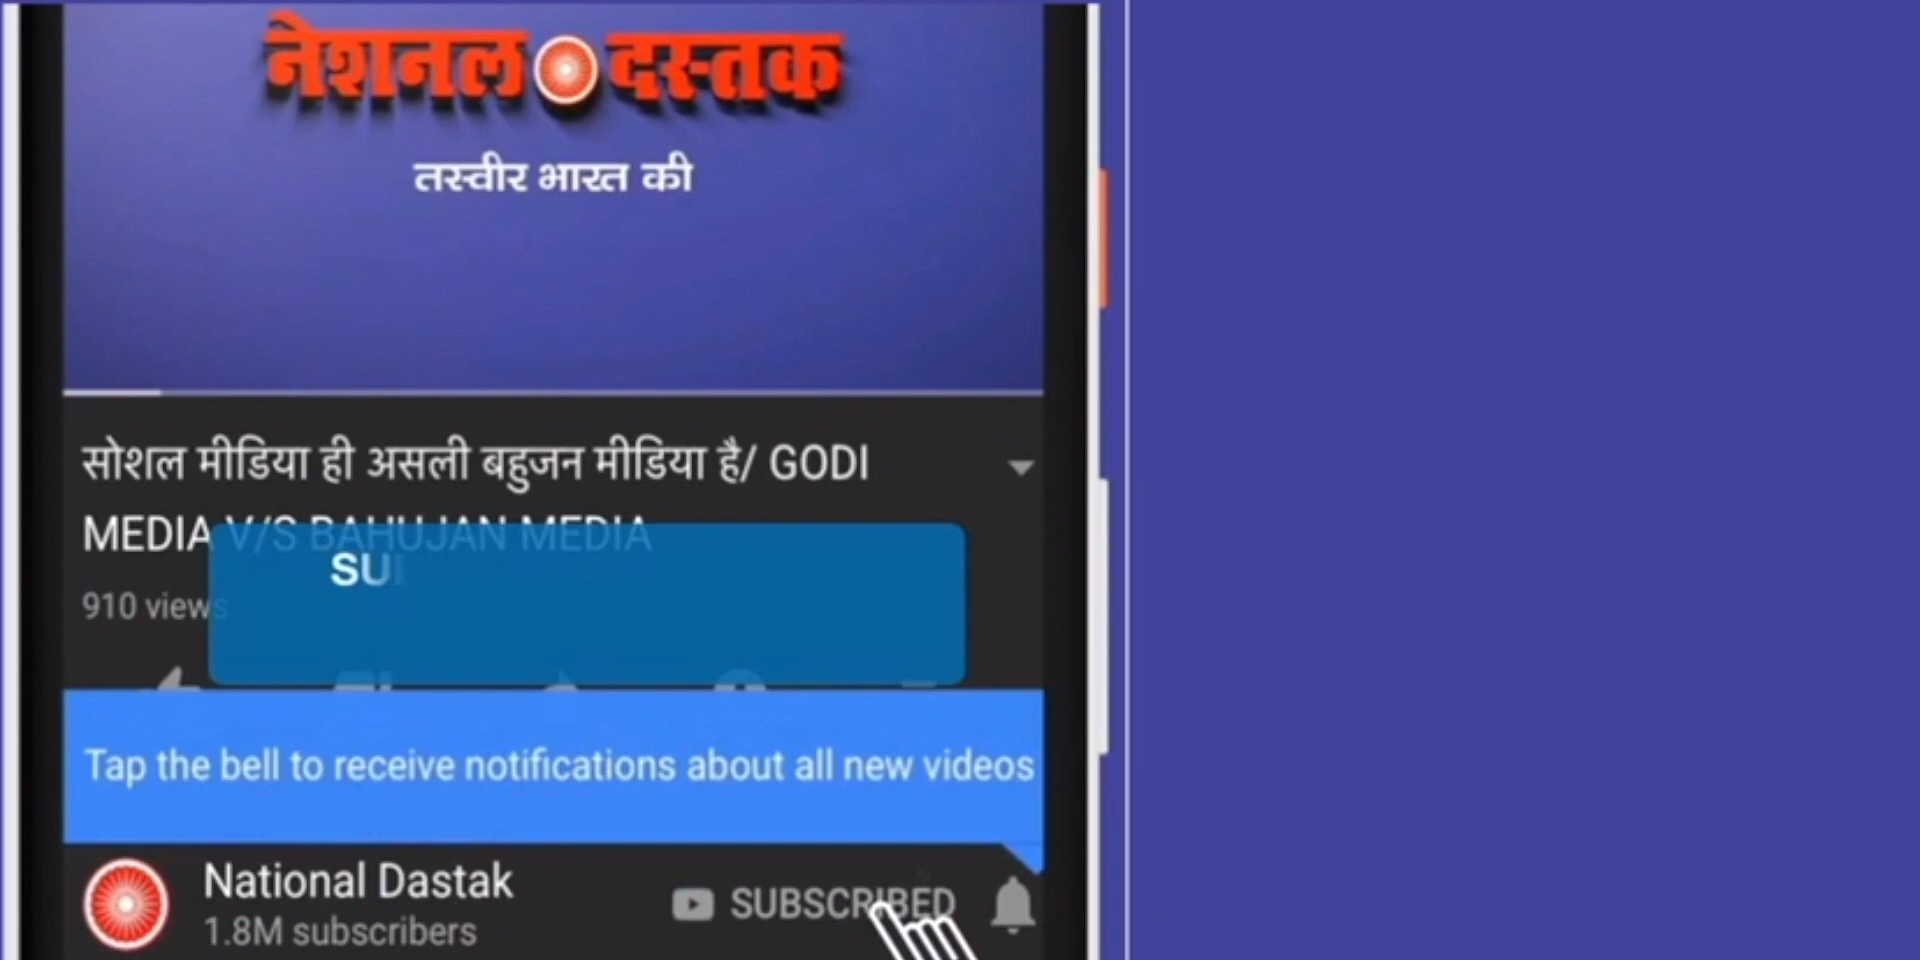 नेशनल दस्तक
तस्वीर भारत की
सोशल मीडिया ही असली बहुजन मीडिया है/ GODI
MEDIA V/S BAHUJAN MEDIA
SU
910 views
Tap the bell to receive notifications about all new videos
National Dastak
SUBSCRIBED
1.8M subscribers